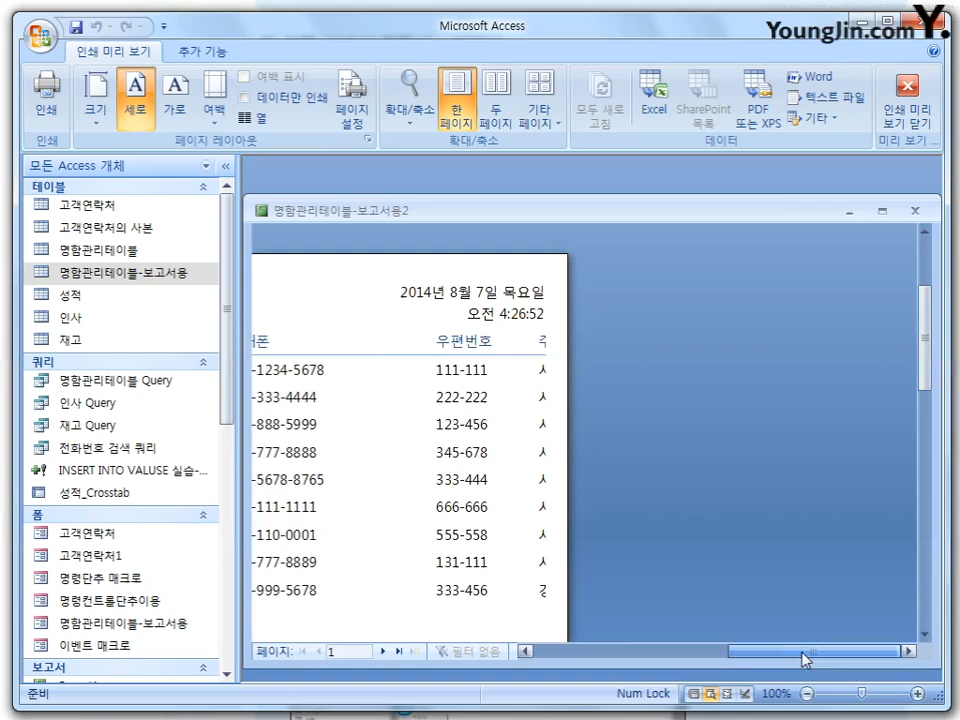 Microsoft Access
YoungJin.com Y.
인쇄 미리 보기
추가 기능
인쇄
크기
세로
가로
여백
여백 표시
데이터만 인쇄
열
페이지 설정
확대/축소
한 페이지
두 페이지
기타 페이지
모두 새로 고침
Excel
SharePoint 목록
PDF 또는 XPS
Word
텍스트 파일
기타
인쇄 미리 보기 닫기
인쇄
페이지 레이아웃
확대/축소
데이터
미리 보기 ...
모든 Access 개체
테이블
고객연락처
고객연락처의 사본
명함관리테이블
명함관리테이블-보고서용
성적
인사
재고
쿼리
명함관리테이블 Query
인사 Query
재고 Query
전화번호 검색 쿼리
INSERT INTO VALUSE 실습-...
성적_Crosstab
폼
고객연락처
고객연락처1
명령단추 매크로
명령컨트롤단추이용
명함관리테이블-보고서용
이벤트 매크로
보고서
명함관리테이블-보고서용2
2014년 8월 7일 목요일
오전 4:26:52
폰 우편번호
-1234-5678 111-111
-333-4444 222-222
-888-5999 123-456
-777-8888 345-678
-5678-8765 333-444
-111-1111 666-666
-110-0001 555-558
-777-8889 131-111
-999-5678 333-456
페이지: 1 필터 없음
준비
Num Lock
100%